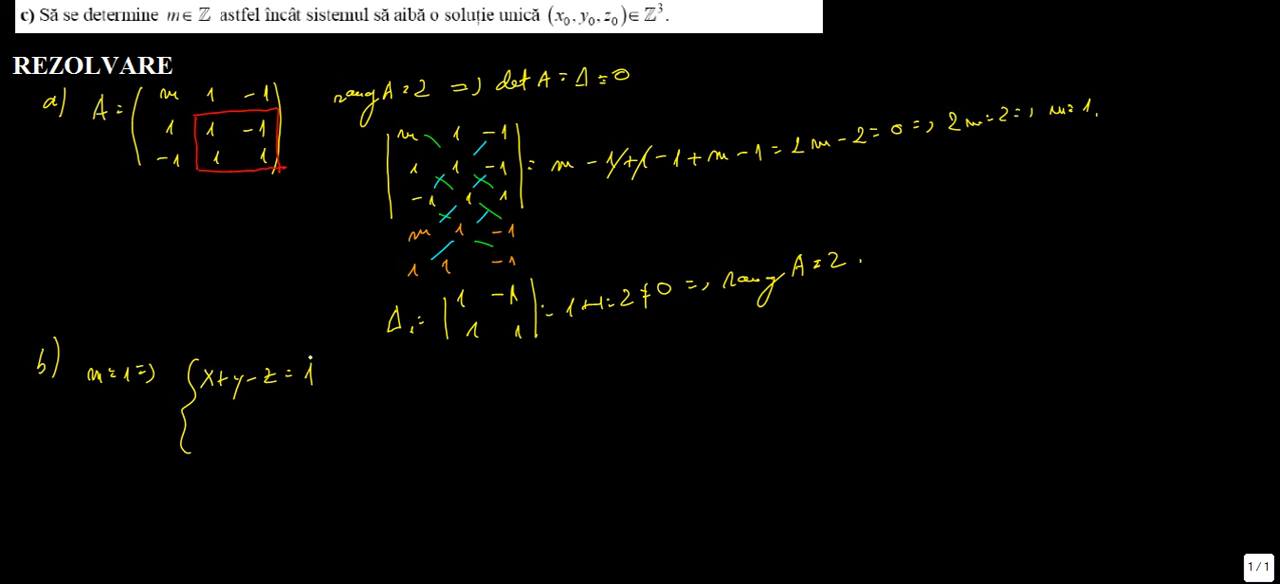 c) Să se determine m ∈ ℤ astfel încât sistemul să aibă o soluție unică (x₀, y₀, z₀) ∈ ℤ³.
REZOLVARE
a) A = ( m 1 -1
1 1 -1
-1 1 1 )
rang A = 2 => det A = Δ = 0
| m 1 -1
1 1 -1
-1 1 1 | = m - 1 + 1 - 1 + m - 1 = 2m - 2 = 0 => 2m = 2 => m = 1.
m 1 -1
1 1 -1
Δ₁ = | 1 -1
1 1 | = 1+1 = 2 ≠ 0 => rang A = 2.
b) m = 1 => { x + y - z = 1
1 / 1